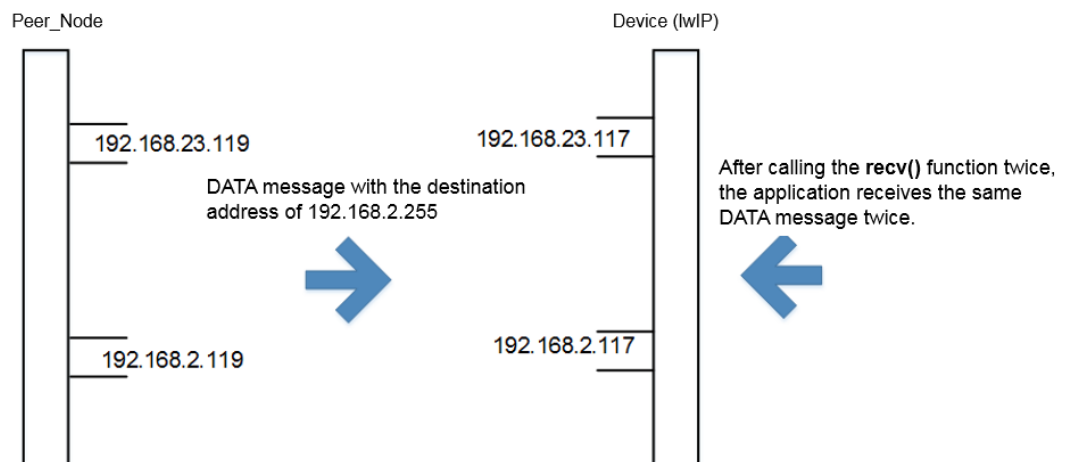 Peer_Node
Device (lwIP)
192.168.23.119
192.168.23.117
DATA message with the destination
address of 192.168.2.255
After calling the recv() function twice,
the application receives the same
DATA message twice.
192.168.2.119
192.168.2.117